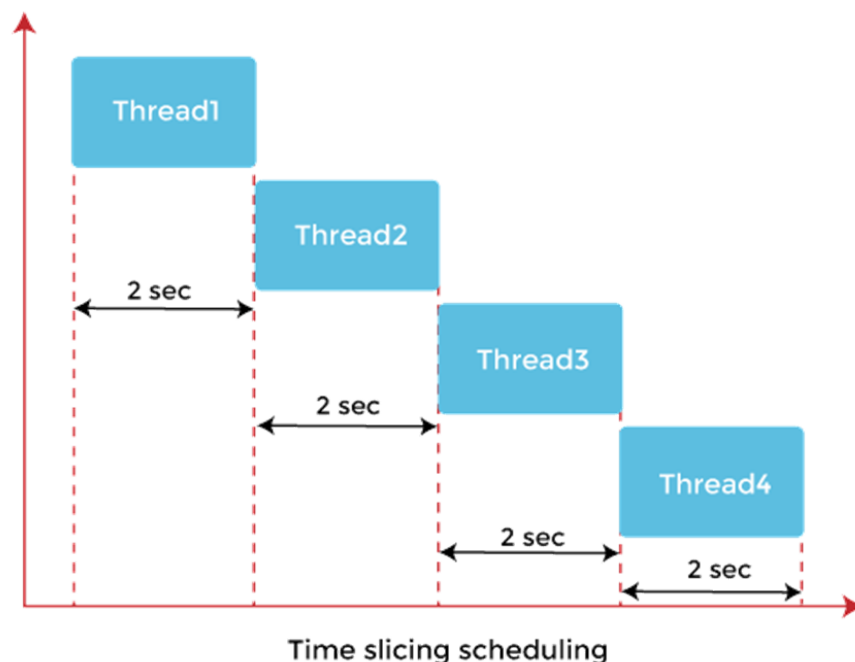 Thread1
Thread2
2 sec
Thread3
2 sec
Thread4
2 sec
2 sec
Time slicing scheduling